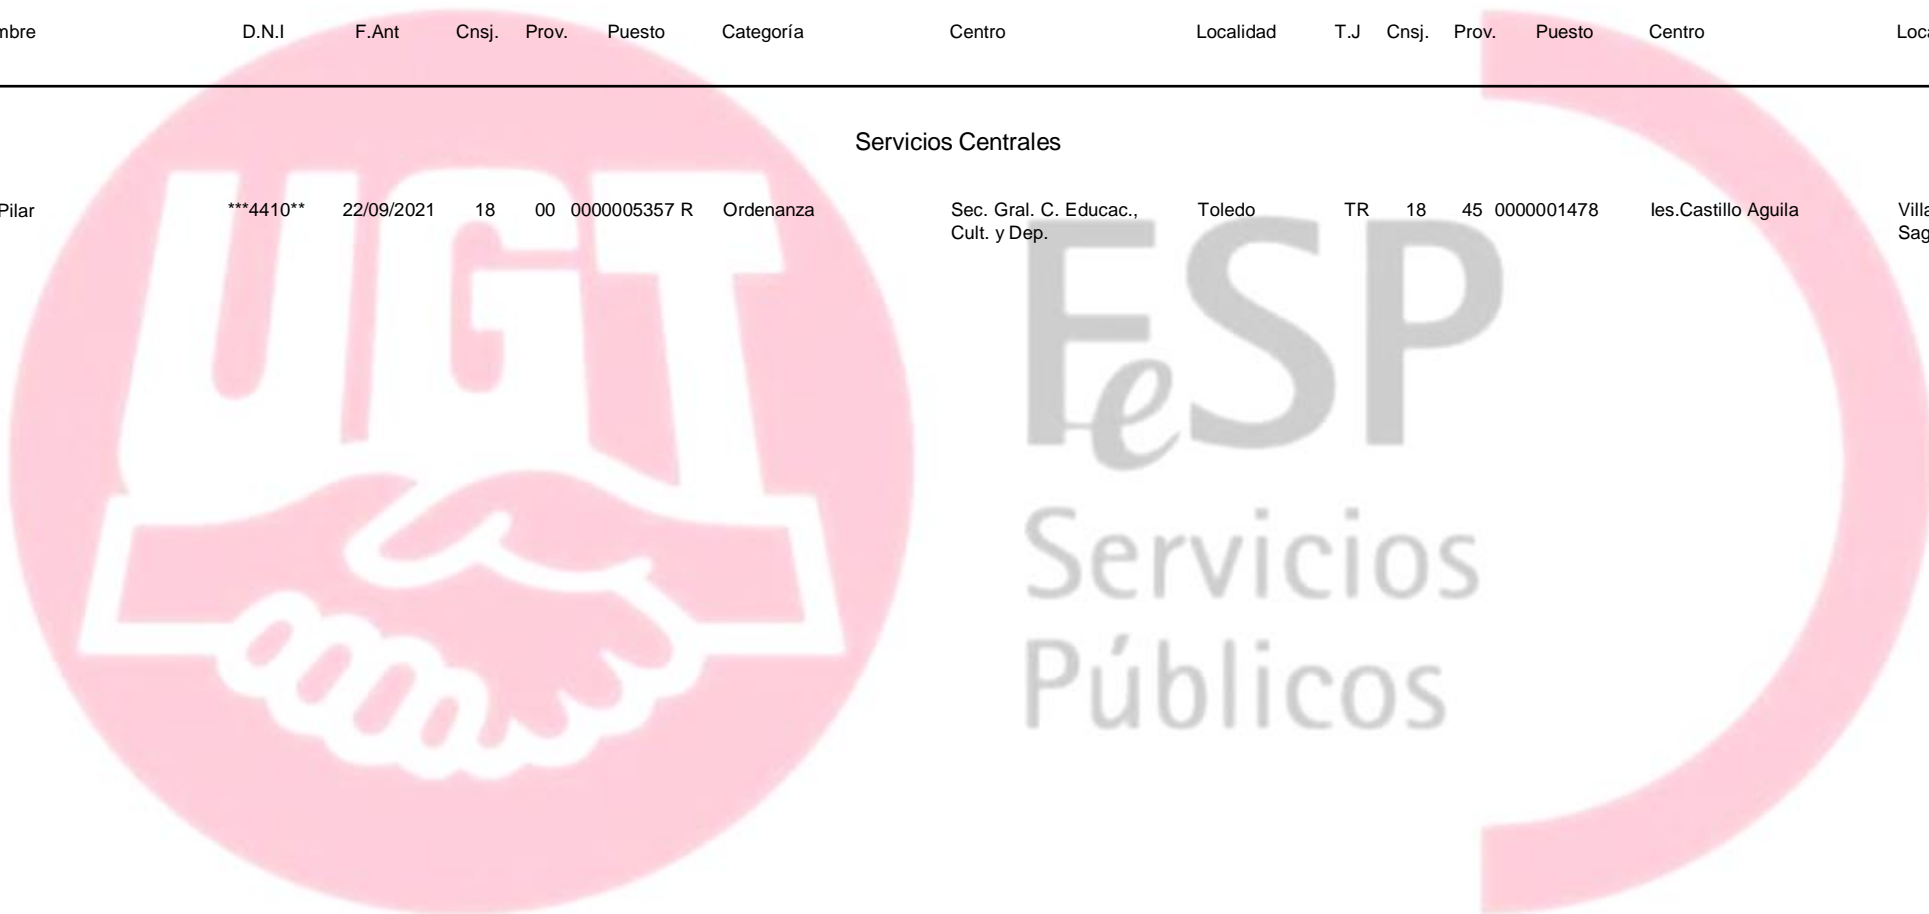 mbre D.N.I F.Ant Cnsj. Prov. Puesto Categoría Centro Localidad T.J Cnsj. Prov. Puesto Centro Loca
Servicios Centrales
Pilar ***4410** 22/09/2021 18 00 0000005357 R Ordenanza Sec. Gral. C. Educac., Toledo TR 18 45 0000001478 Ies.Castillo Aguila Villa
Cult. y Dep. Sag
UGT
FeSP
Servicios
Públicos